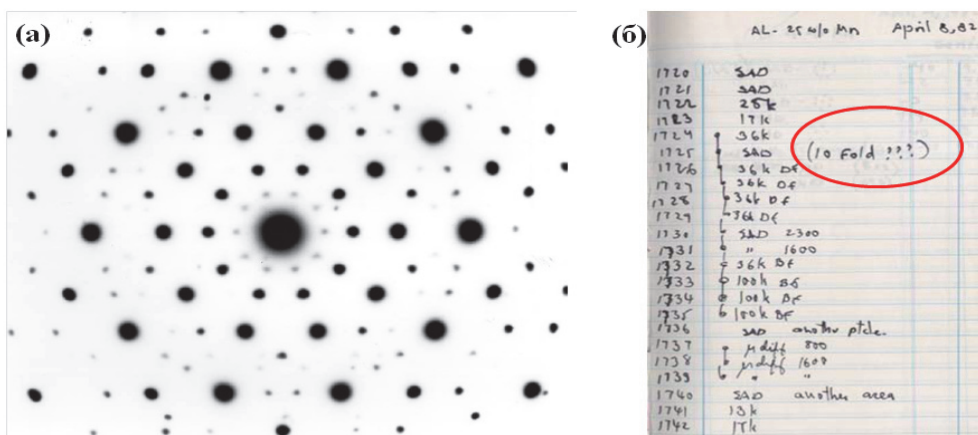 (а)
(б)
AL-25 w/o Mn April 8, 82
1720 SAD
1721 SAD
1722 25k
1723 17k
1724 36k
1725 SAD (10 Fold ???)
1726 36k DF
1727 36k DF
1728 36k DF
1729 36k DF
1730 SAD 2300
1731 " 1600
1732 36k BF
1733 100k BF
1734 100k DF
1735 100k BF
1736 SAD another ptcle.
1737 μ diff 800
1738 μ diff 1600
1739 " "
1740 SAD another area
1741 13k
1742 17k